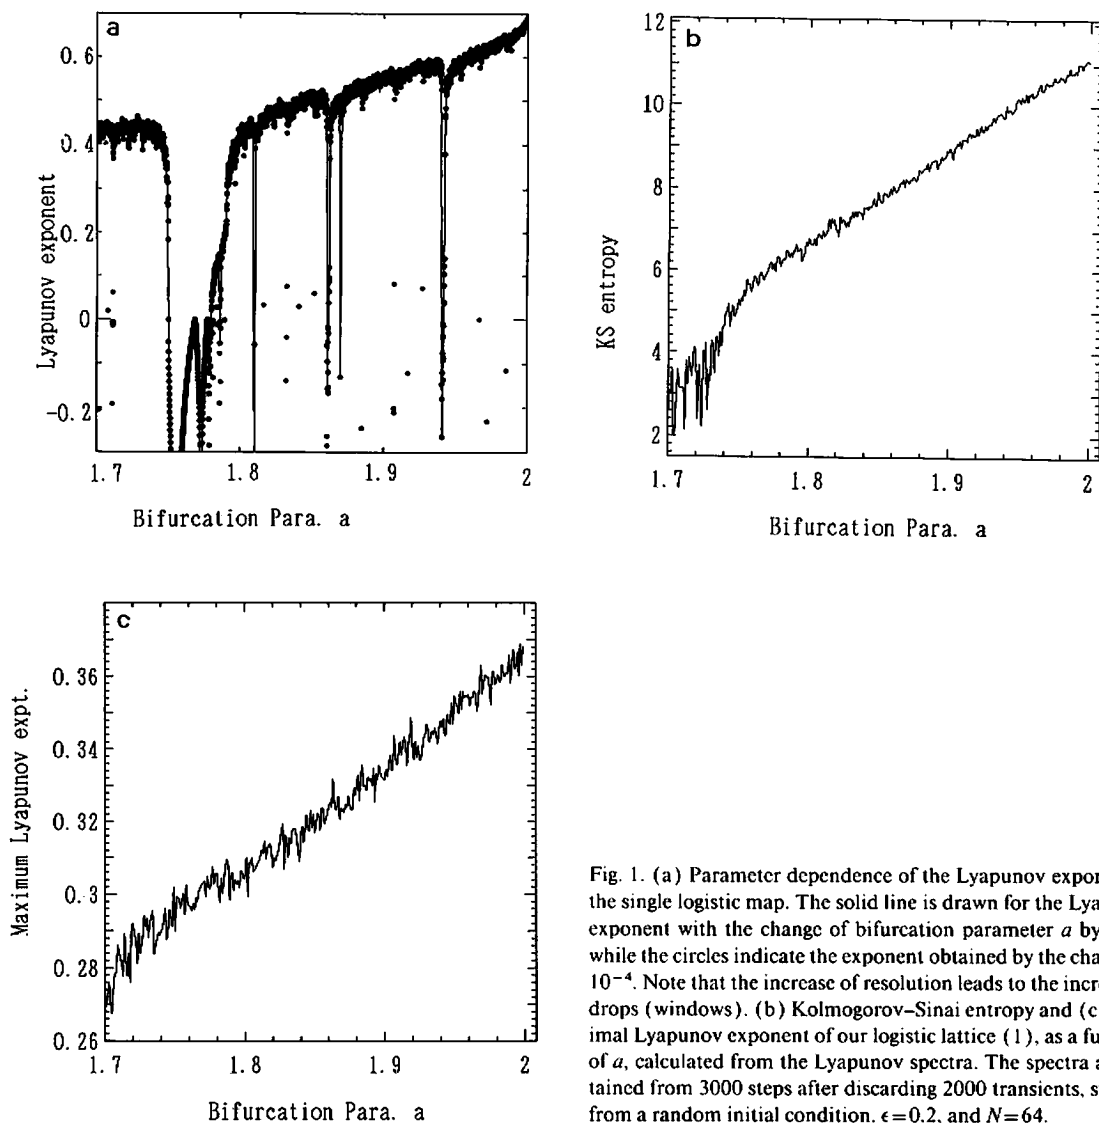 a
0.6
0.4
0.2
0
-0.2
Lyapunov exponent
1.7
1.8
1.9
2
Bifurcation Para. a
b
12
10
8
6
4
2
KS entropy
1.7
1.8
1.9
2
Bifurcation Para. a
c
0.36
0.34
0.32
0.3
0.28
0.26
Maximum Lyapunov expt.
1.7
1.8
1.9
2
Bifurcation Para. a
Fig. 1. (a) Parameter dependence of the Lyapunov expor
the single logistic map. The solid line is drawn for the Lya
exponent with the change of bifurcation parameter a by
while the circles indicate the exponent obtained by the cha
10⁻⁴. Note that the increase of resolution leads to the incre
drops (windows). (b) Kolmogorov–Sinai entropy and (c
imal Lyapunov exponent of our logistic lattice (1), as a fu
of a, calculated from the Lyapunov spectra. The spectra a
tained from 3000 steps after discarding 2000 transients, s
from a random initial condition. ϵ=0.2, and N=64.